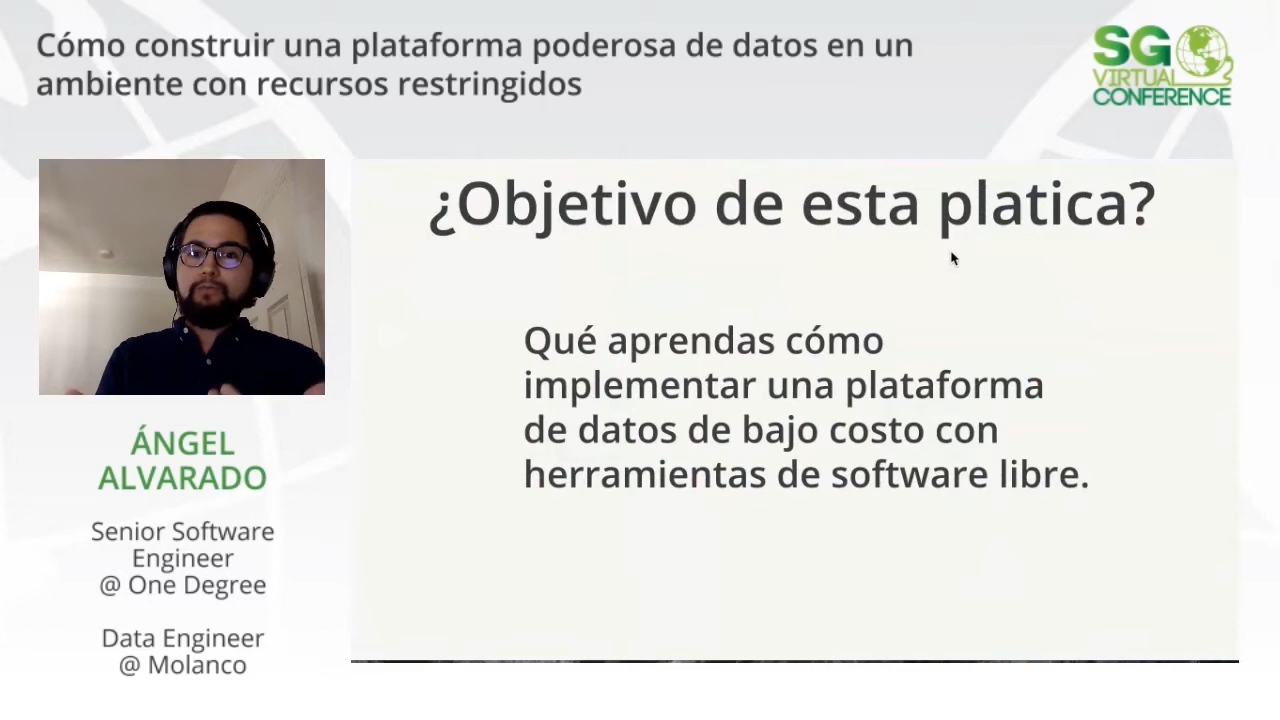 Cómo construir una plataforma poderosa de datos en un
ambiente con recursos restringidos
SG
VIRTUAL
CONFERENCE
¿Objetivo de esta platica?
Qué aprendas cómo
implementar una plataforma
de datos de bajo costo con
herramientas de software libre.
ÁNGEL
ALVARADO
Senior Software
Engineer
@ One Degree
Data Engineer
@ Molanco